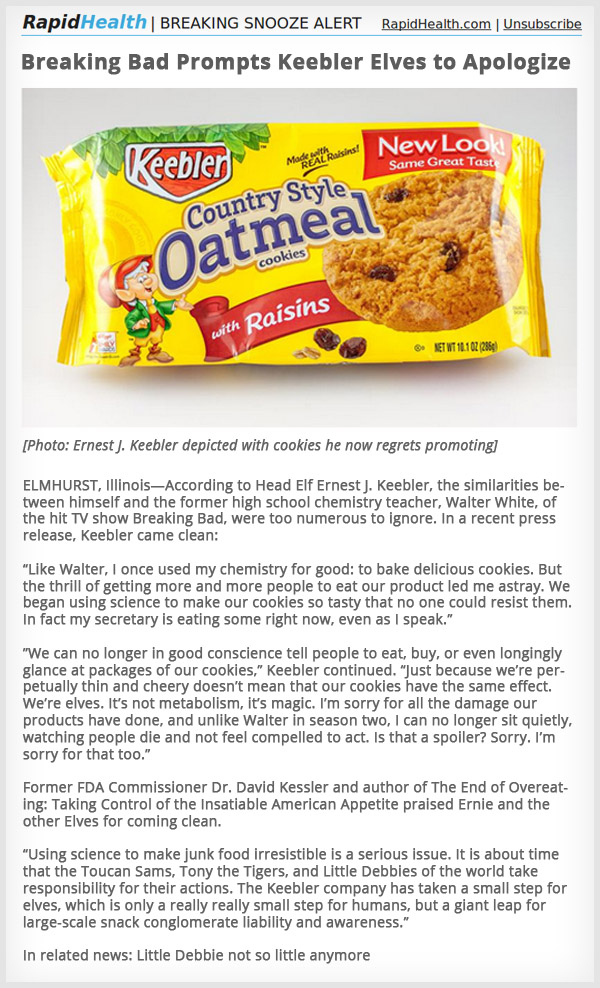 RapidHealth | BREAKING SNOOZE ALERT RapidHealth.com | Unsubscribe
Breaking Bad Prompts Keebler Elves to Apologize
Keebler
™
Made with
REAL Raisins!
New Look!
Same Great Taste
Country Style
Oatmeal
cookies
with Raisins
NET WT 10.1 OZ (286g)
[Photo: Ernest J. Keebler depicted with cookies he now regrets promoting]
ELMHURST, Illinois—According to Head Elf Ernest J. Keebler, the similarities be-
tween himself and the former high school chemistry teacher, Walter White, of
the hit TV show Breaking Bad, were too numerous to ignore. In a recent press
release, Keebler came clean:
“Like Walter, I once used my chemistry for good: to bake delicious cookies. But
the thrill of getting more and more people to eat our product led me astray. We
began using science to make our cookies so tasty that no one could resist them.
In fact my secretary is eating some right now, even as I speak.”
”We can no longer in good conscience tell people to eat, buy, or even longingly
glance at packages of our cookies,” Keebler continued. “Just because we’re per-
petually thin and cheery doesn’t mean that our cookies have the same effect.
We’re elves. It’s not metabolism, it’s magic. I’m sorry for all the damage our
products have done, and unlike Walter in season two, I can no longer sit quietly,
watching people die and not feel compelled to act. Is that a spoiler? Sorry. I’m
sorry for that too.”
Former FDA Commissioner Dr. David Kessler and author of The End of Overeat-
ing: Taking Control of the Insatiable American Appetite praised Ernie and the
other Elves for coming clean.
“Using science to make junk food irresistible is a serious issue. It is about time
that the Toucan Sams, Tony the Tigers, and Little Debbies of the world take
responsibility for their actions. The Keebler company has taken a small step for
elves, which is only a really really small step for humans, but a giant leap for
large-scale snack conglomerate liability and awareness.”
In related news: Little Debbie not so little anymore